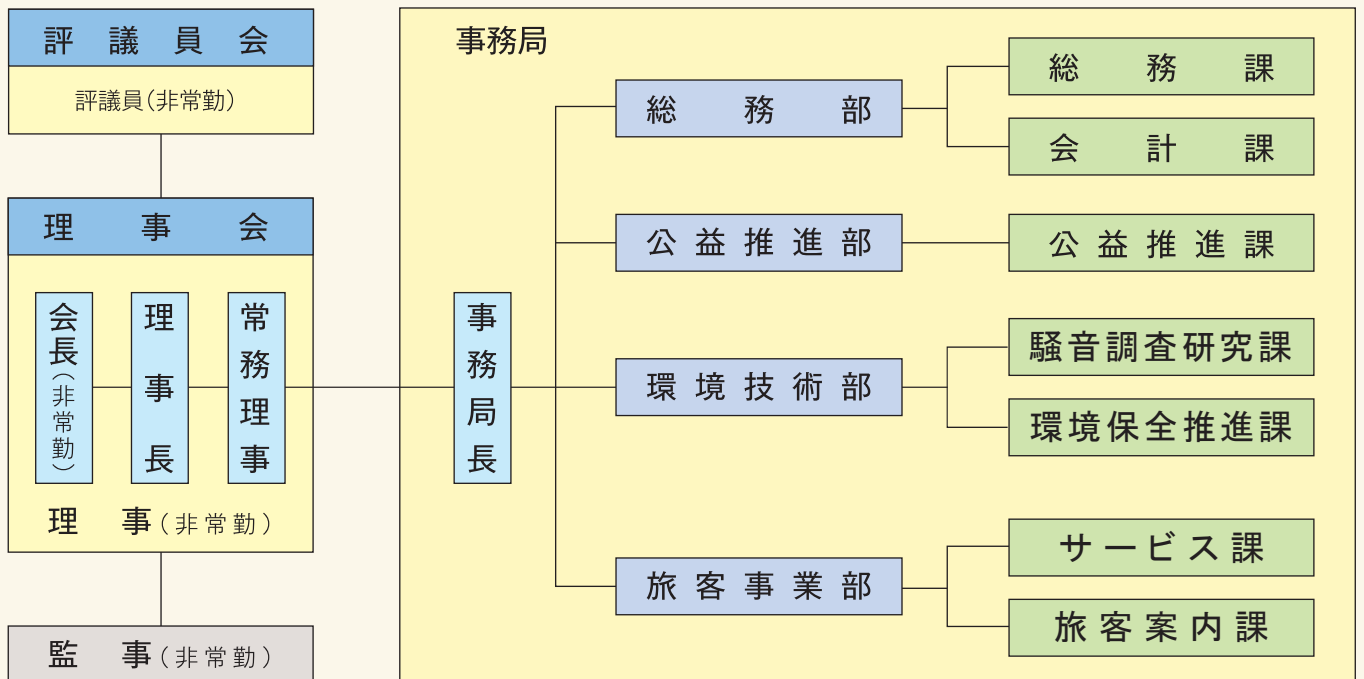 評議員会
評議員(非常勤)
理事会
会長(非常勤)
理事長
常務理事
理事(非常勤)
監事(非常勤)
事務局
事務局長
総務部
総務課
会計課
公益推進部
公益推進課
環境技術部
騒音調査研究課
環境保全推進課
旅客事業部
サービス課
旅客案内課